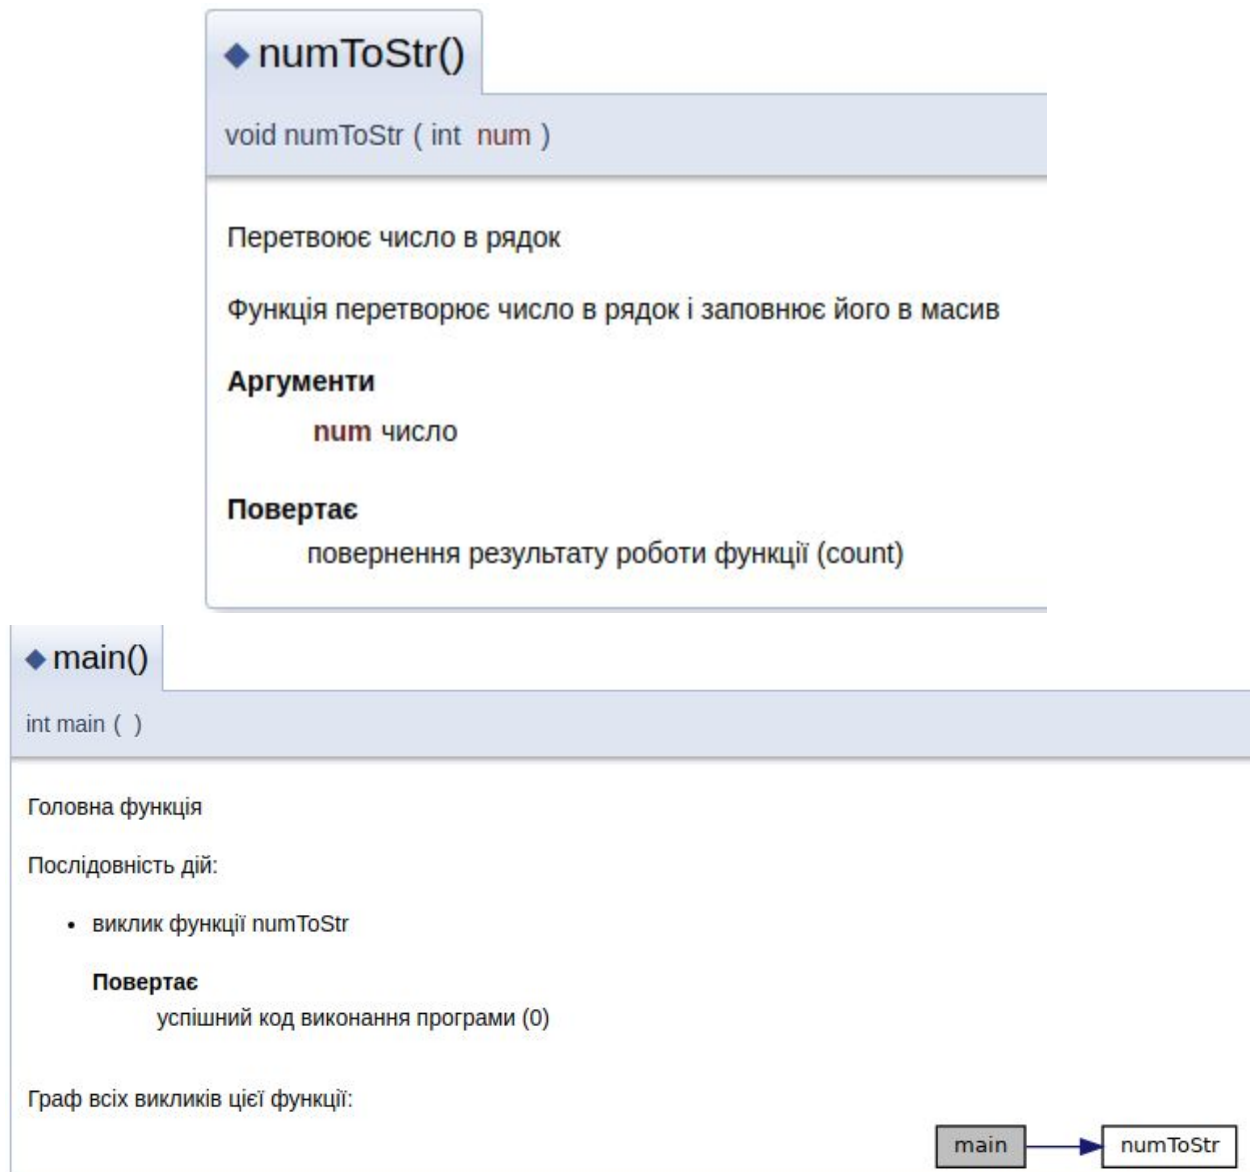 numToStr()
void numToStr ( int num )
Перетвоює число в рядок
Функція перетворює число в рядок і заповнює його в масив
Аргументи
num число
Повертає
повернення результату роботи функції (count)
main()
int main ( )
Головна функція
Послідовність дій:
• виклик функції numToStr
Повертає
успішний код виконання програми (0)
Граф всіх викликів цієї функції:
main numToStr